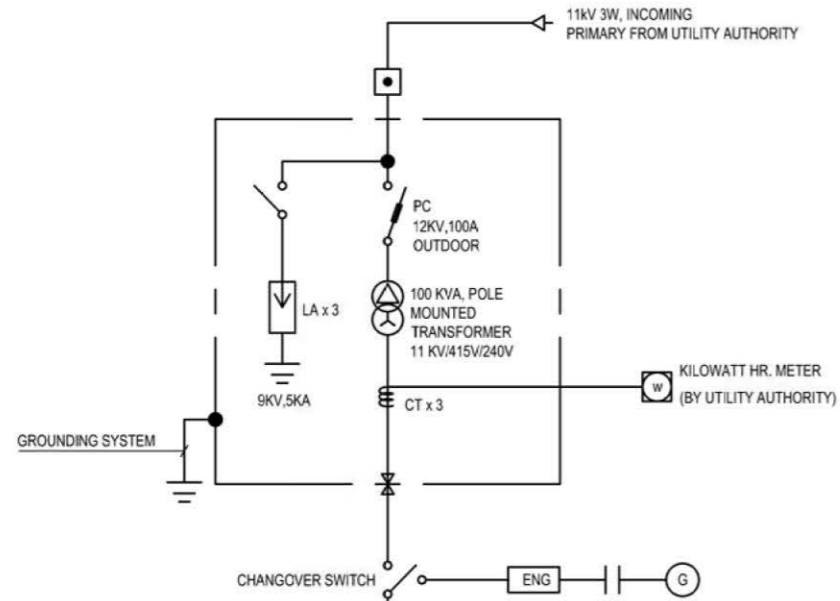 11kV 3W, INCOMING
PRIMARY FROM UTILITY AUTHORITY
PC
12KV,100A
OUTDOOR
LA x 3
100 KVA, POLE
MOUNTED
TRANSFORMER
11 KV/415V/240V
9KV,5KA
CT x 3
W
KILOWATT HR. METER
(BY UTILITY AUTHORITY)
GROUNDING SYSTEM
CHANGOVER SWITCH
ENG
G